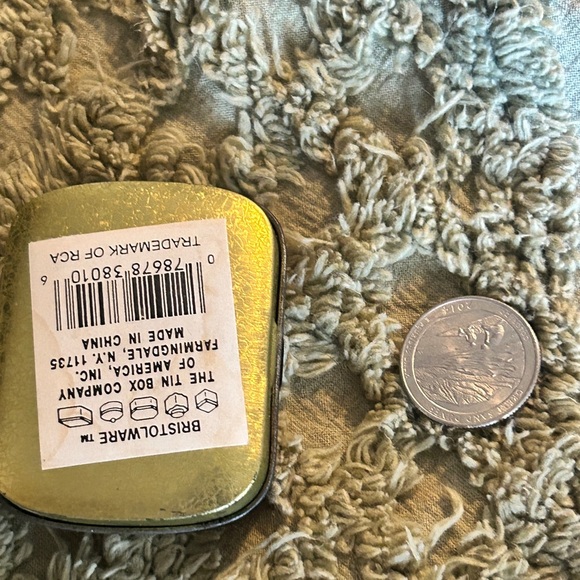 BRISTOLWARE ™
THE TIN BOX COMPANY
OF AMERICA, INC.
FARMINGDALE, N.Y. 11735
MADE IN CHINA
0 78678 38010 6
TRADEMARK OF RCA